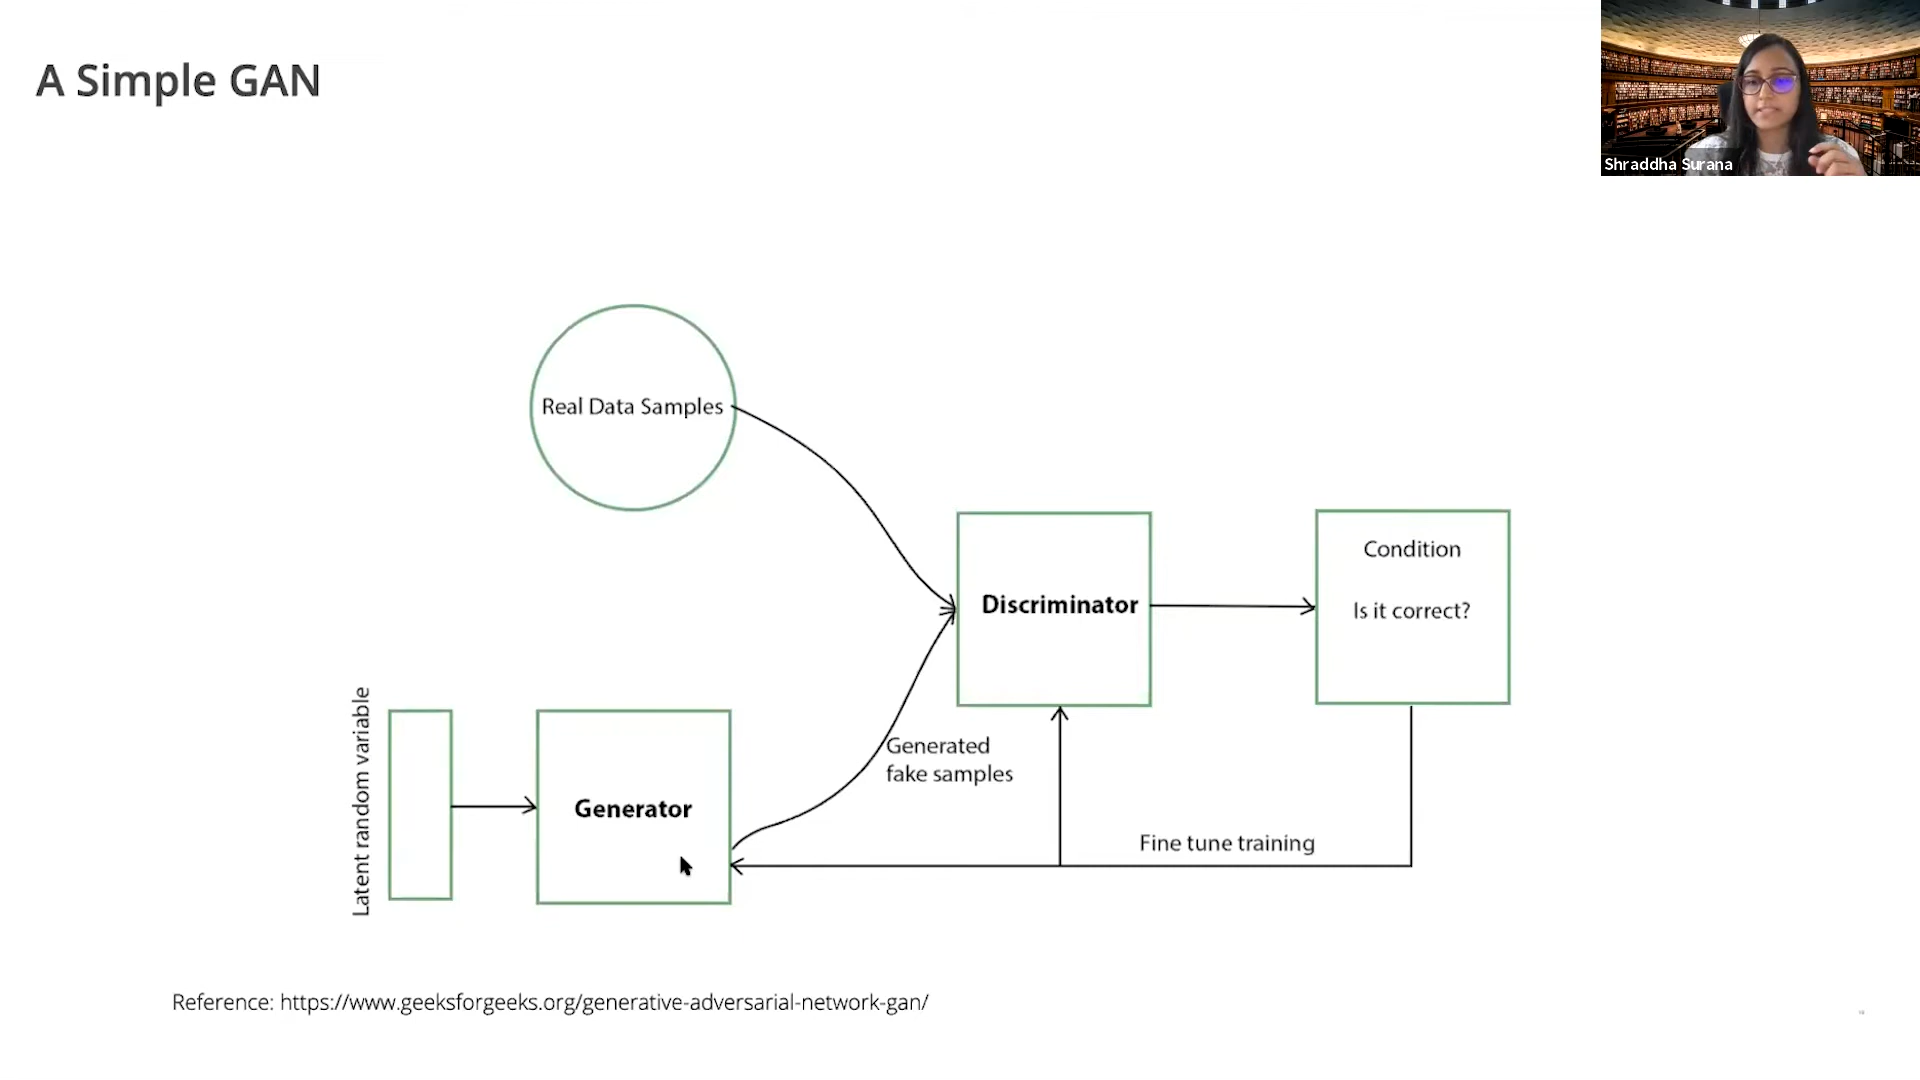 A Simple GAN
Shraddha Surana
Real Data Samples
Discriminator
Condition
Is it correct?
Latent random variable
Generator
Generated
fake samples
Fine tune training
Reference: https://www.geeksforgeeks.org/generative-adversarial-network-gan/